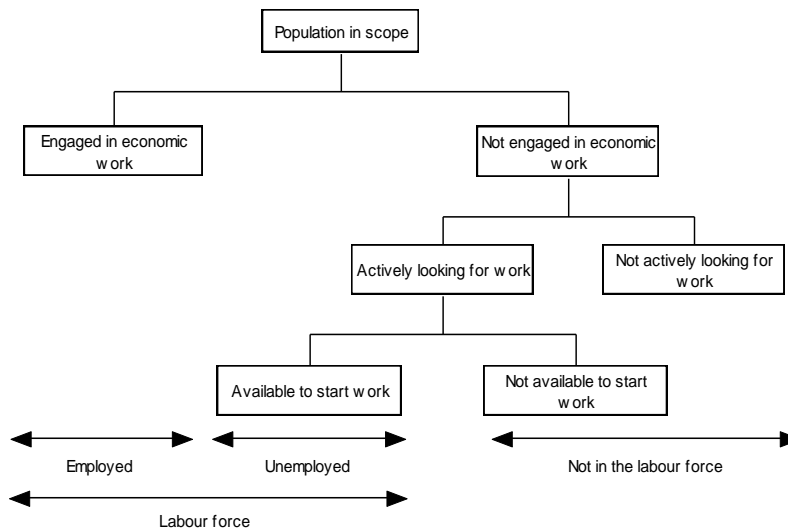 Population in scope
Engaged in economic
work
Not engaged in economic
work
Actively looking for work
Not actively looking for
work
Available to start work
Not available to start
work
Employed
Unemployed
Not in the labour force
Labour force